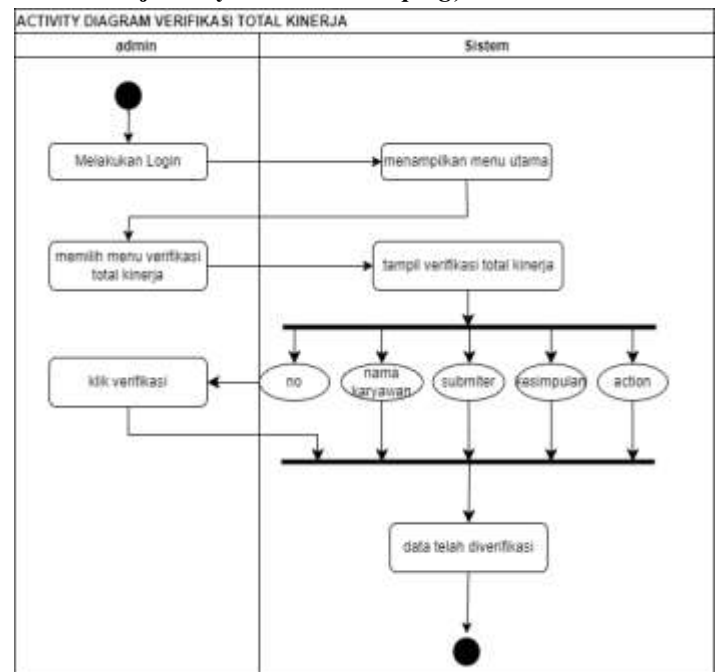 ACTIVITY DIAGRAM VERIFIKASI TOTAL KINERJA
admin
Sistem
Melakukan Login
menampilkan menu utama
memilih menu verifikasi
total kinerja
tampil verifikasi total kinerja
klik verifikasi
no
nama
karyawan
submiter
kesimpulan
action
data telah diverifikasi